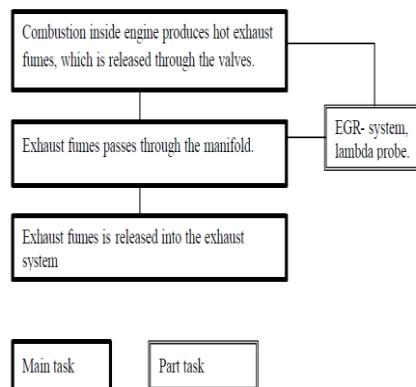 Combustion inside engine produces hot exhaust
fumes, which is released through the valves.
EGR- system,
lambda probe.
Exhaust fumes passes through the manifold.
Exhaust fumes is released into the exhaust
system
Main task
Part task